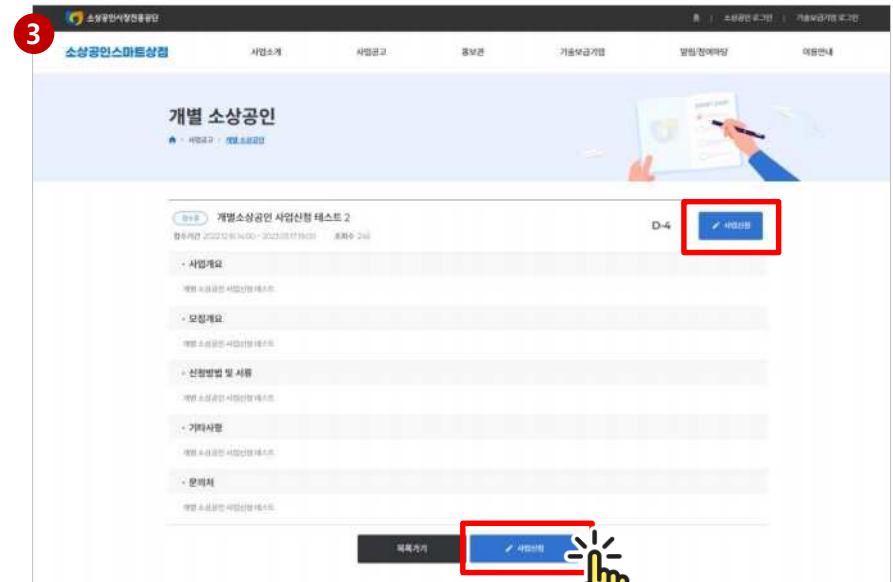 3
소상공인시장진흥공단
홈 | 소상공인 로그인 | 기술보급기업 로그인
소상공인스마트상점 사업소개 사업공고 홍보관 기술보급기업 알림/참여마당 이용안내
개별 소상공인
사업공고 개별 소상공인
접수중 개별소상공인 사업신청 테스트 2
D-4 사업신청
접수기간 조회수
- 사업개요
개별 소상공인 사업신청 테스트
- 모집개요
개별 소상공인 사업신청 테스트
- 신청방법 및 서류
개별 소상공인 사업신청 테스트
- 기타사항
개별 소상공인 사업신청 테스트
- 문의처
개별 소상공인 사업신청 테스트
목록가기 사업신청